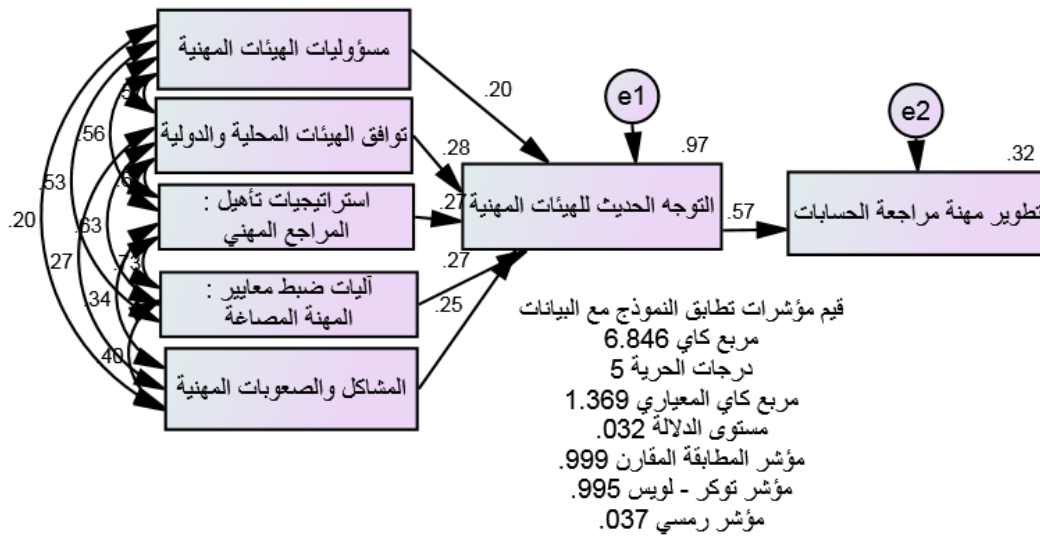 مسؤوليات الهيئات المهنية
توافق الهيئات المحلية والدولية
استراتيجيات تأهيل :
المراجع المهني
آليات ضبط معايير :
المهنة المصاغة
المشاكل والصعوبات المهنية
.56
.53
.20
.63
.27
.73
.34
.40
.20
.28
.27
.27
.25
e1
.97
التوجه الحديث للهيئات المهنية
.57
e2
.32
تطوير مهنة مراجعة الحسابات
قيم مؤشرات تطابق النموذج مع البيانات
مربع كاي 6.846
درجات الحرية 5
مربع كاي المعياري 1.369
مستوى الدلالة .032
مؤشر المطابقة المقارن .999
مؤشر توكر - لويس .995
مؤشر رمسي .037